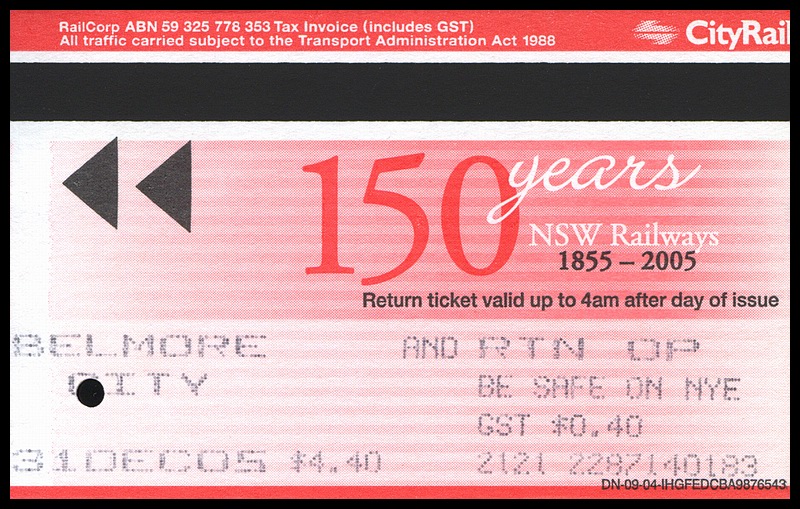 RailCorp ABN 59 325 778 353 Tax Invoice (includes GST)
All traffic carried subject to the Transport Administration Act 1988
CityRail
150 years
NSW Railways
1855 – 2005
Return ticket valid up to 4am after day of issue
BELMORE AND RTN OP
CITY BE SAFE ON NYE
GST $0.40
31DEC05 $4.40 2121 2287140183
DN-09-04-IHGFEDCBA9876543